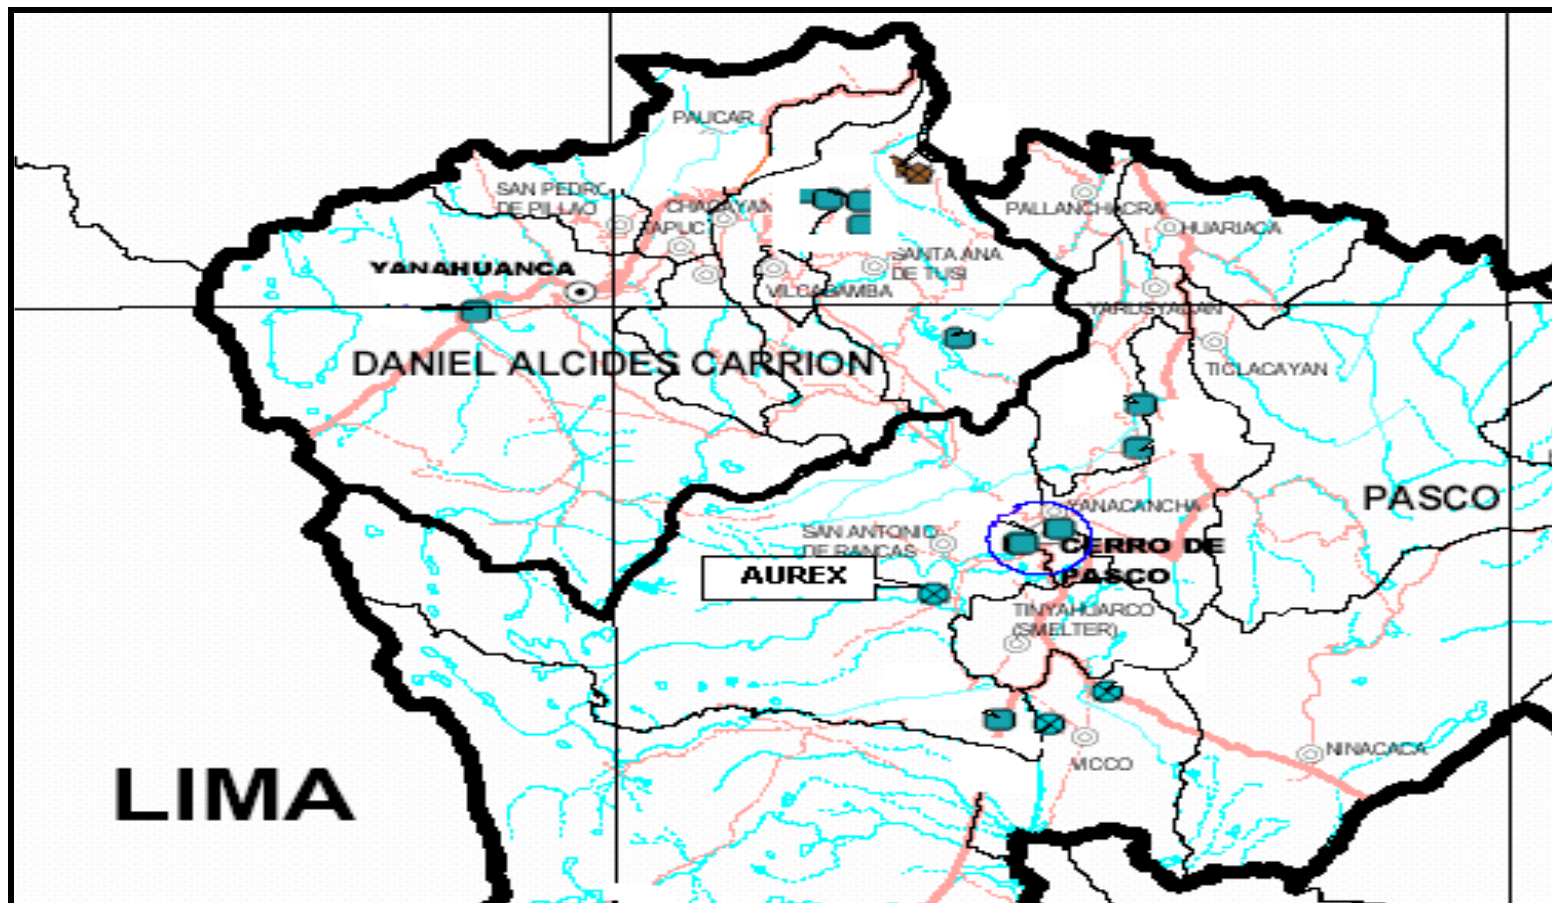 PAUCAR
SAN PEDRO
DE PILLAO
CHACAYAN
TAPUC
PALLANCHACRA
HUARIACA
SANTA ANA
DE TUSI
YANAHUANCA
VILCABAMBA
YARUSYACAN
DANIEL ALCIDES CARRION
TICLACAYAN
PASCO
YANACANCHA
SAN ANTONIO
DE RANCAS
CERRO DE
PASCO
AUREX
TINYAHUARCO
(SMELTER)
NINACACA
VICCO
LIMA